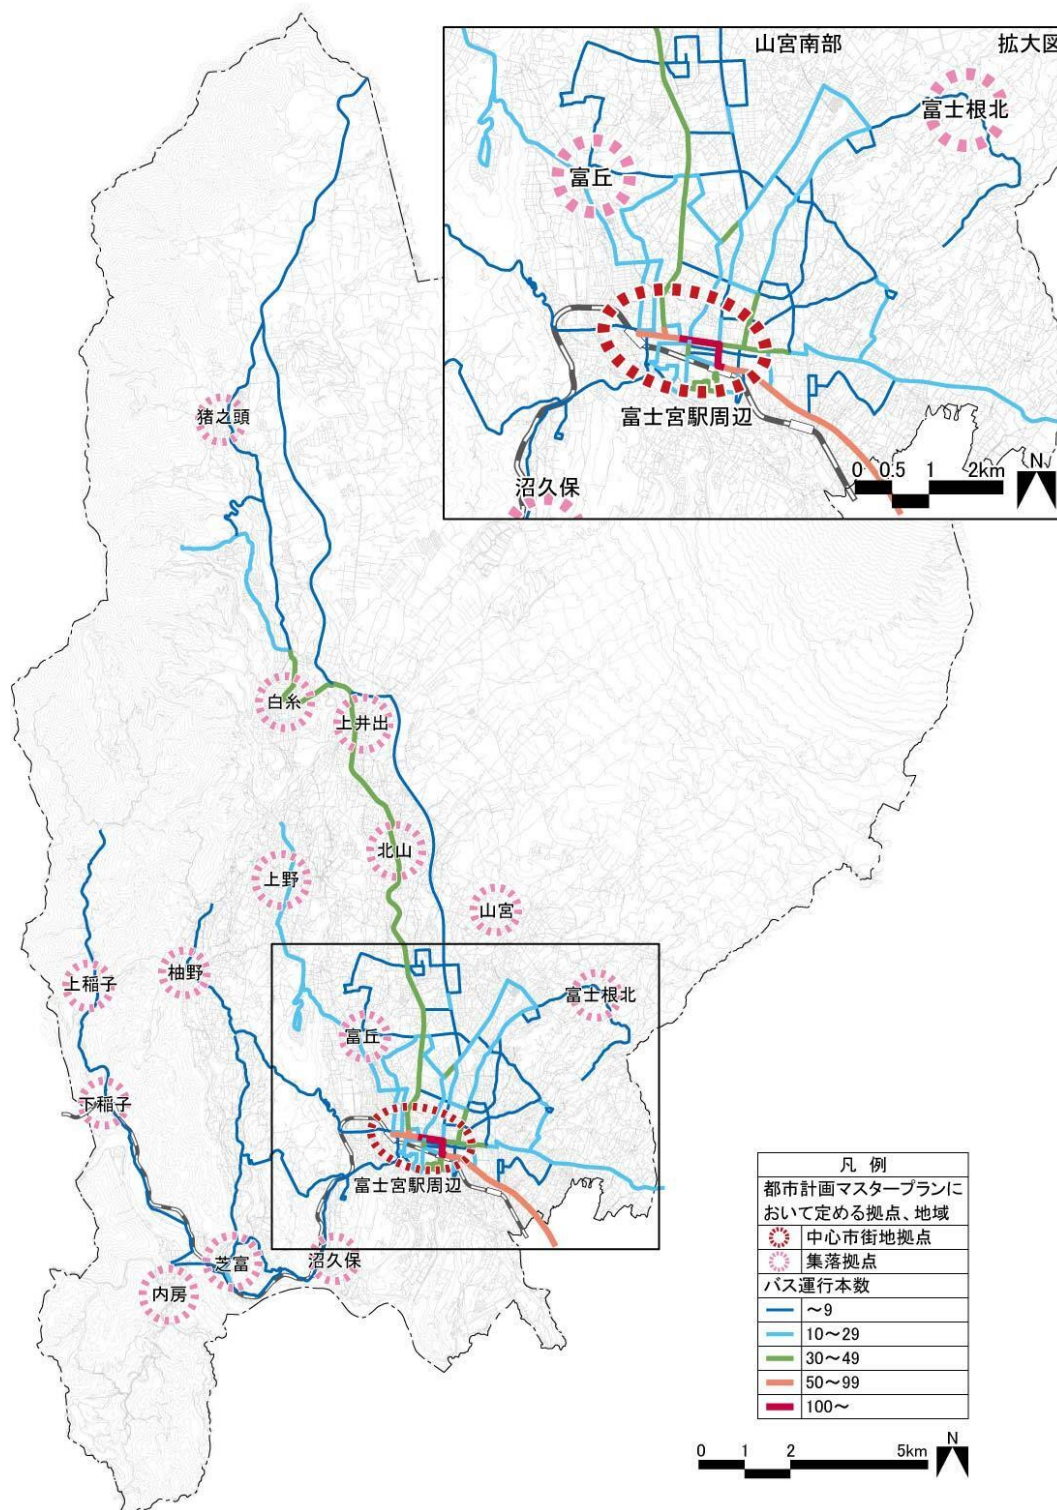 山宮南部
拡大図
富士根北
富丘
富士宮駅周辺
沼久保
0 0.5 1 2km
N
猪之頭
白糸
上井出
北山
上野
山宮
上稲子
柚野
富士根北
富丘
下稲子
富士宮駅周辺
芝富
沼久保
内房
凡 例
都市計画マスタープランに
おいて定める拠点、地域
中心市街地拠点
集落拠点
バス運行本数
～9
10～29
30～49
50～99
100～
0 1 2 5km
N